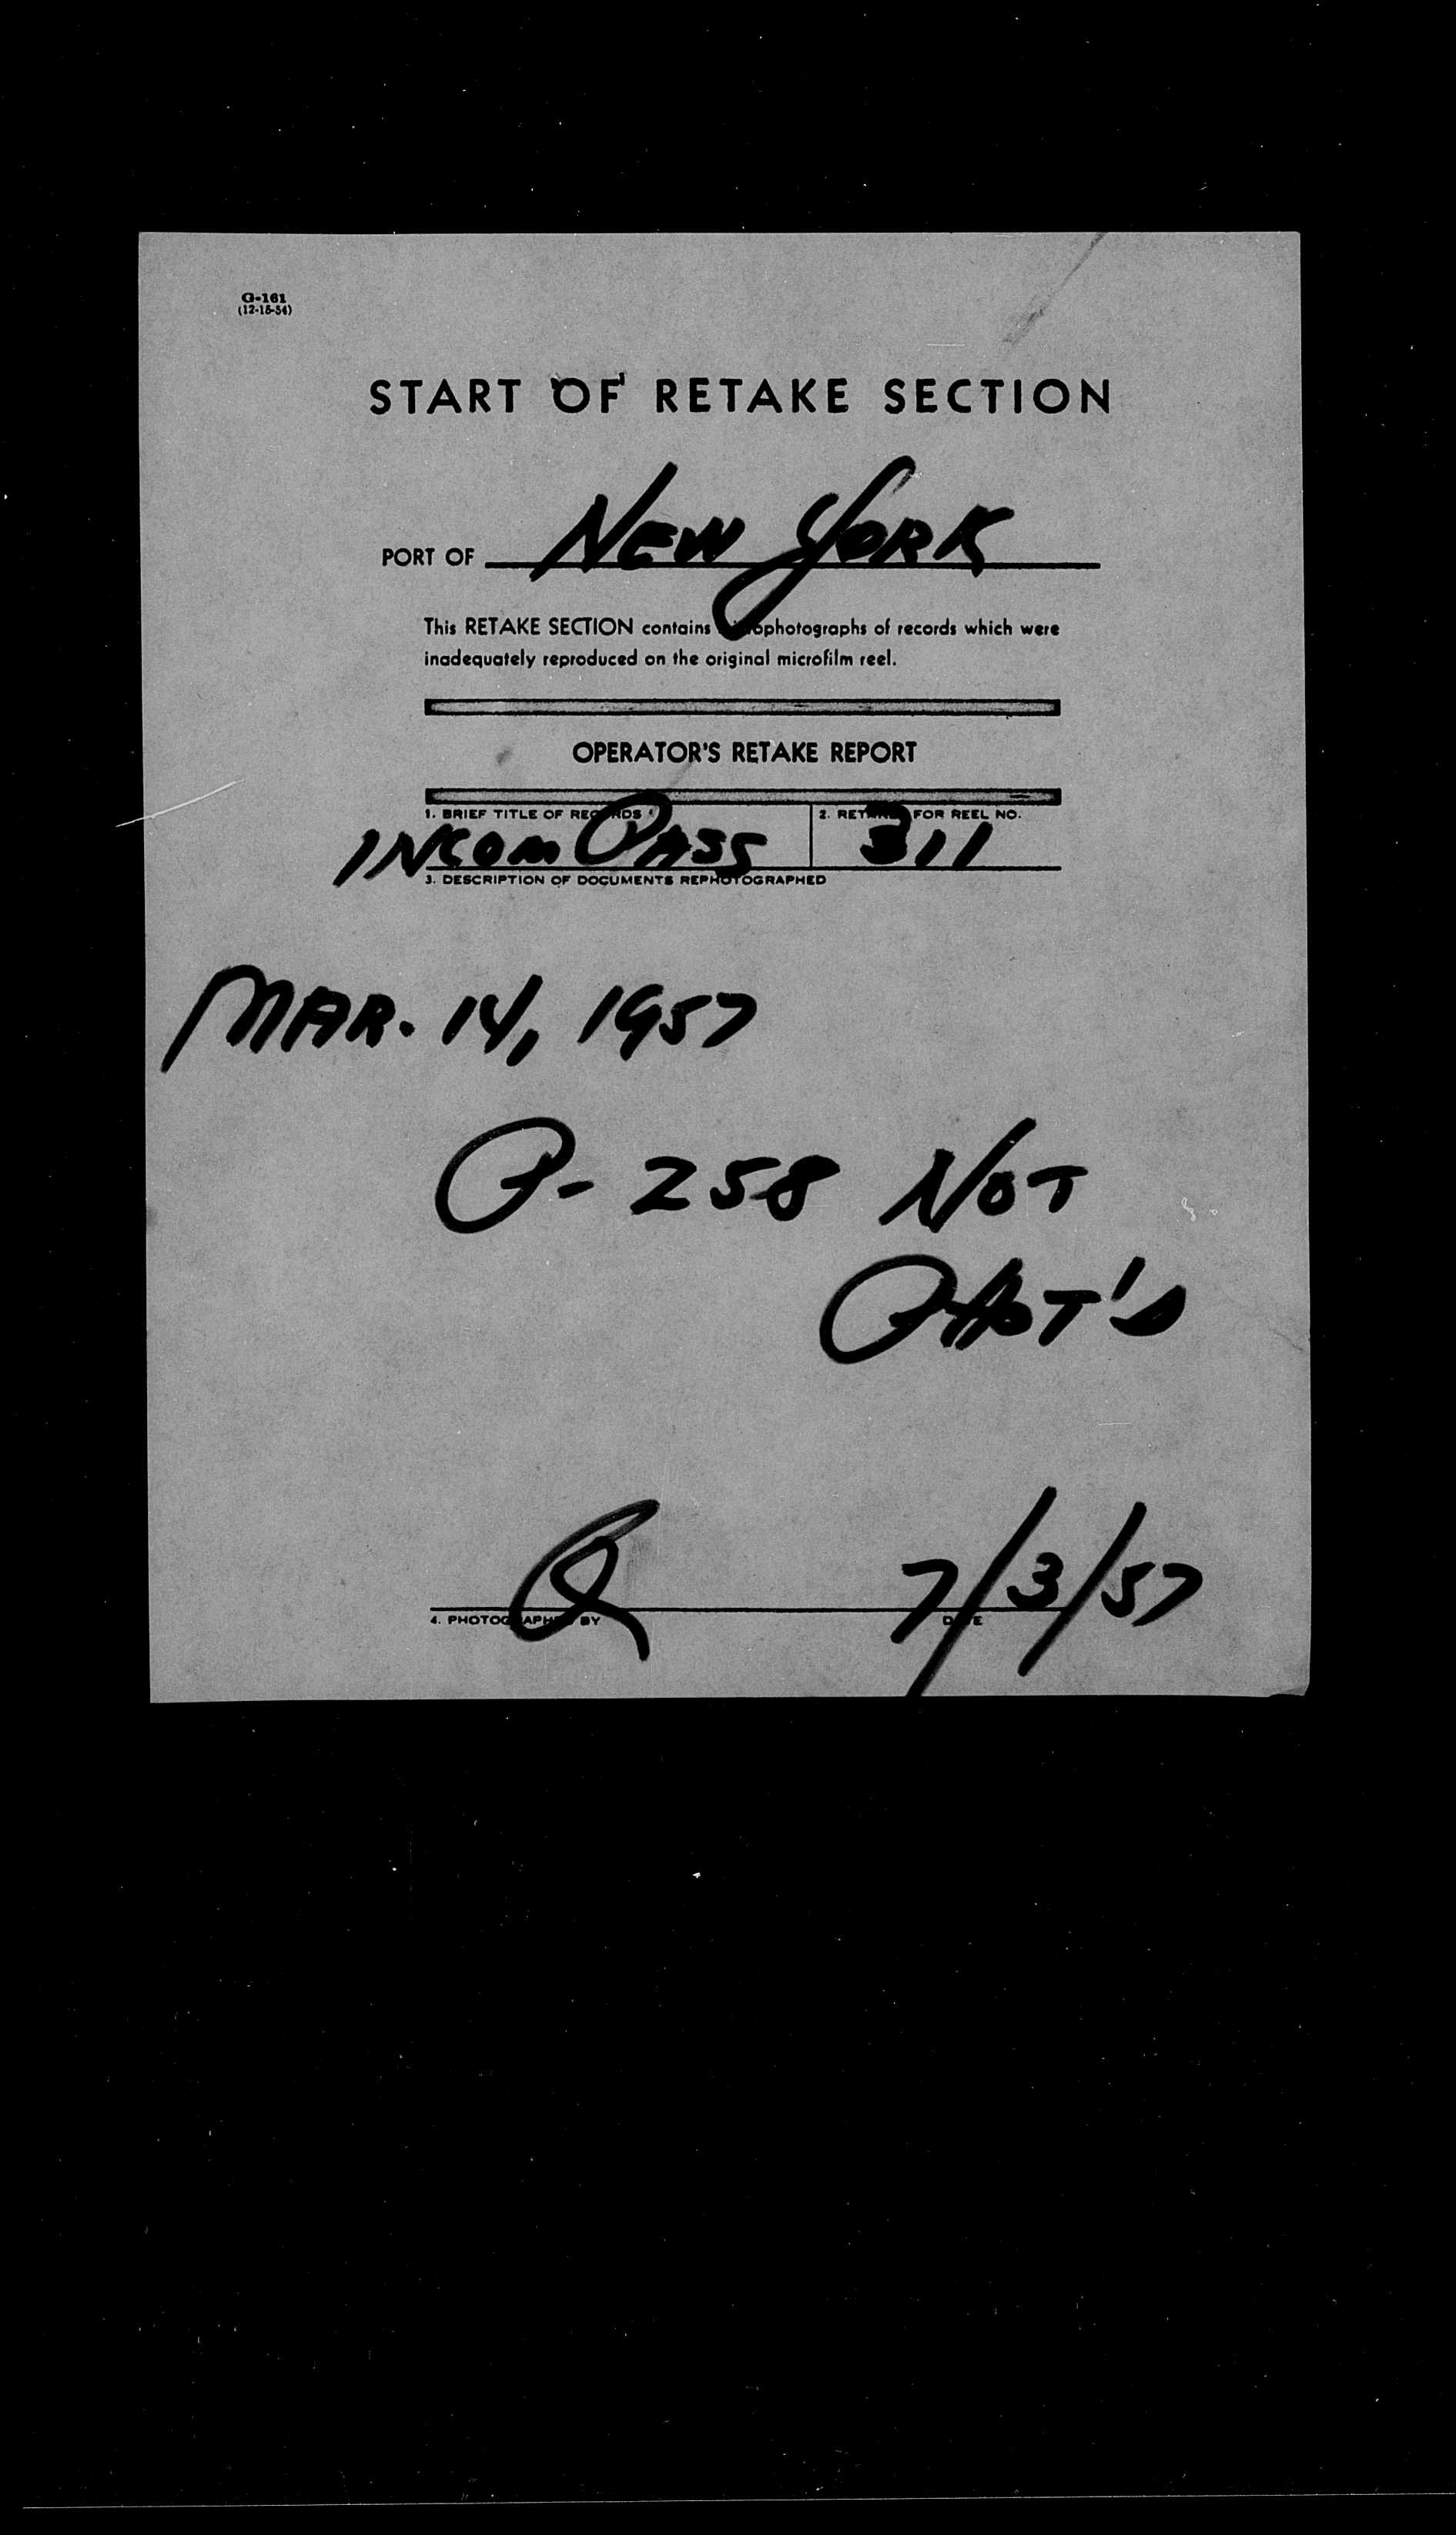 G-161
(12-15-54)
START OF RETAKE SECTION
PORT OF NEW YORK
This RETAKE SECTION contains microphotographs of records which were
inadequately reproduced on the original microfilm reel.
OPERATOR'S RETAKE REPORT
1. BRIEF TITLE OF RECORDS 2. RETAKE FOR REEL NO.
INCOM PASS 311
3. DESCRIPTION OF DOCUMENTS REPHOTOGRAPHED
MAR. 14, 1957
P-258 NOT
PHOT'D
7/3/57
4. PHOTOGRAPHED BY DATE